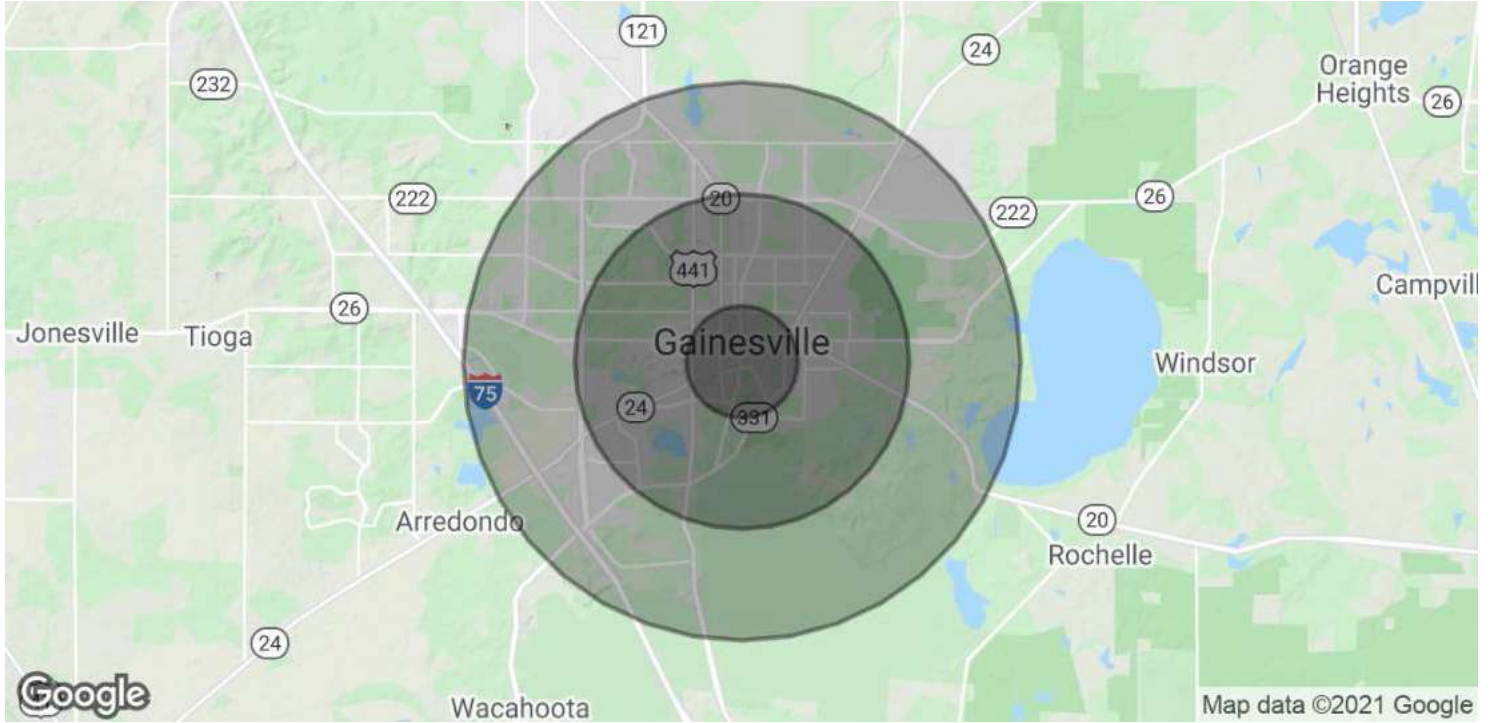 121
24
Orange
Heights
232
26
222
20
26
222
441
Campvill
26
Jonesville
Tioga
Gainesville
Windsor
75
24
331
Arredondo
20
Rochelle
24
Google
Wacahoota
Map data ©2021 Google